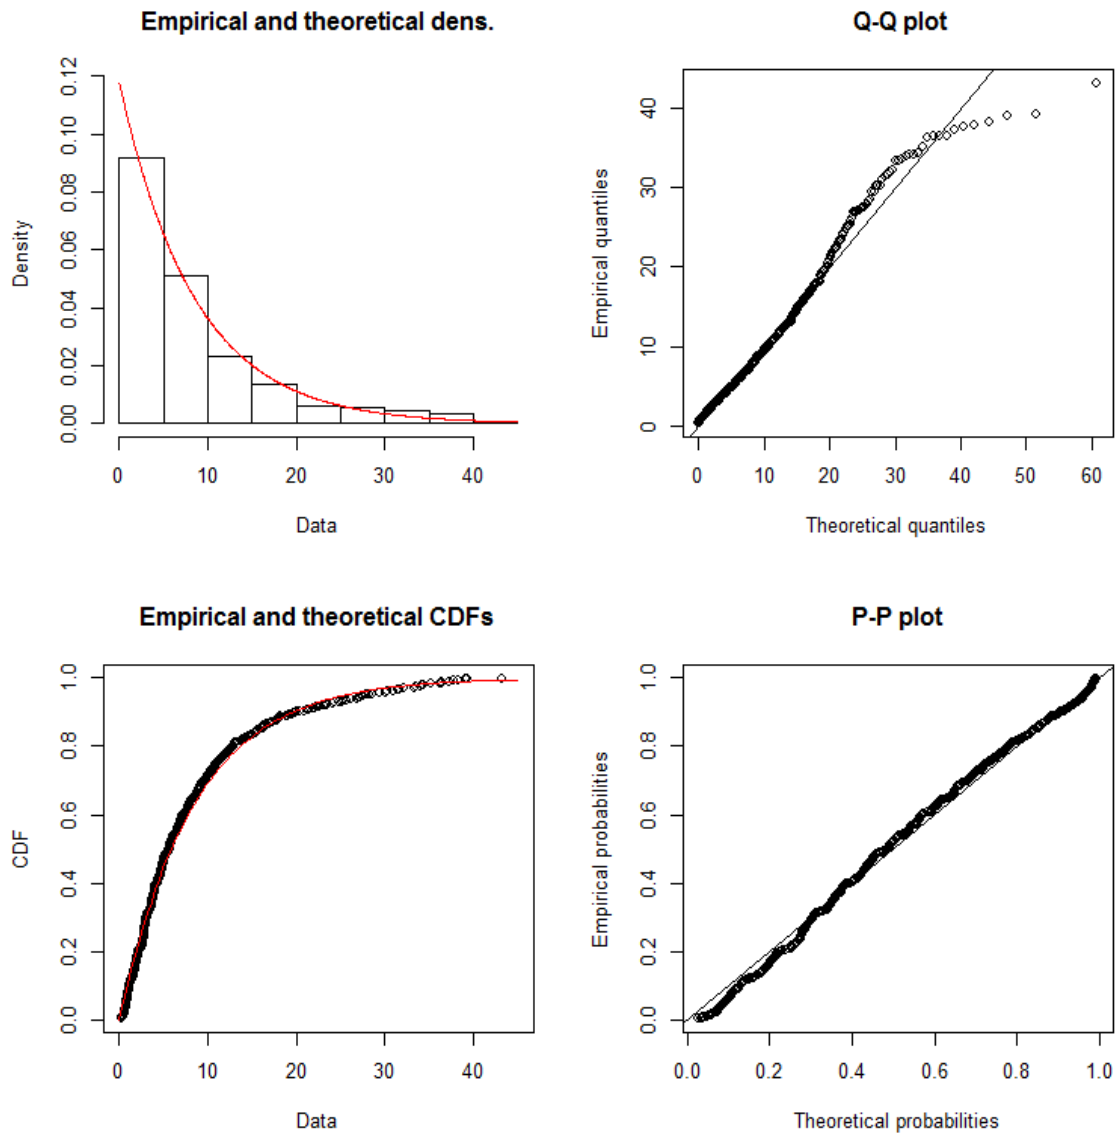 Empirical and theoretical dens.
Density
0.00 0.02 0.04 0.06 0.08 0.10 0.12
0 10 20 30 40
Data
Q-Q plot
Empirical quantiles
0 10 20 30 40
0 10 20 30 40 50 60
Theoretical quantiles
Empirical and theoretical CDFs
CDF
0.0 0.2 0.4 0.6 0.8 1.0
0 10 20 30 40
Data
P-P plot
Empirical probabilities
0.0 0.2 0.4 0.6 0.8 1.0
0.0 0.2 0.4 0.6 0.8 1.0
Theoretical probabilities